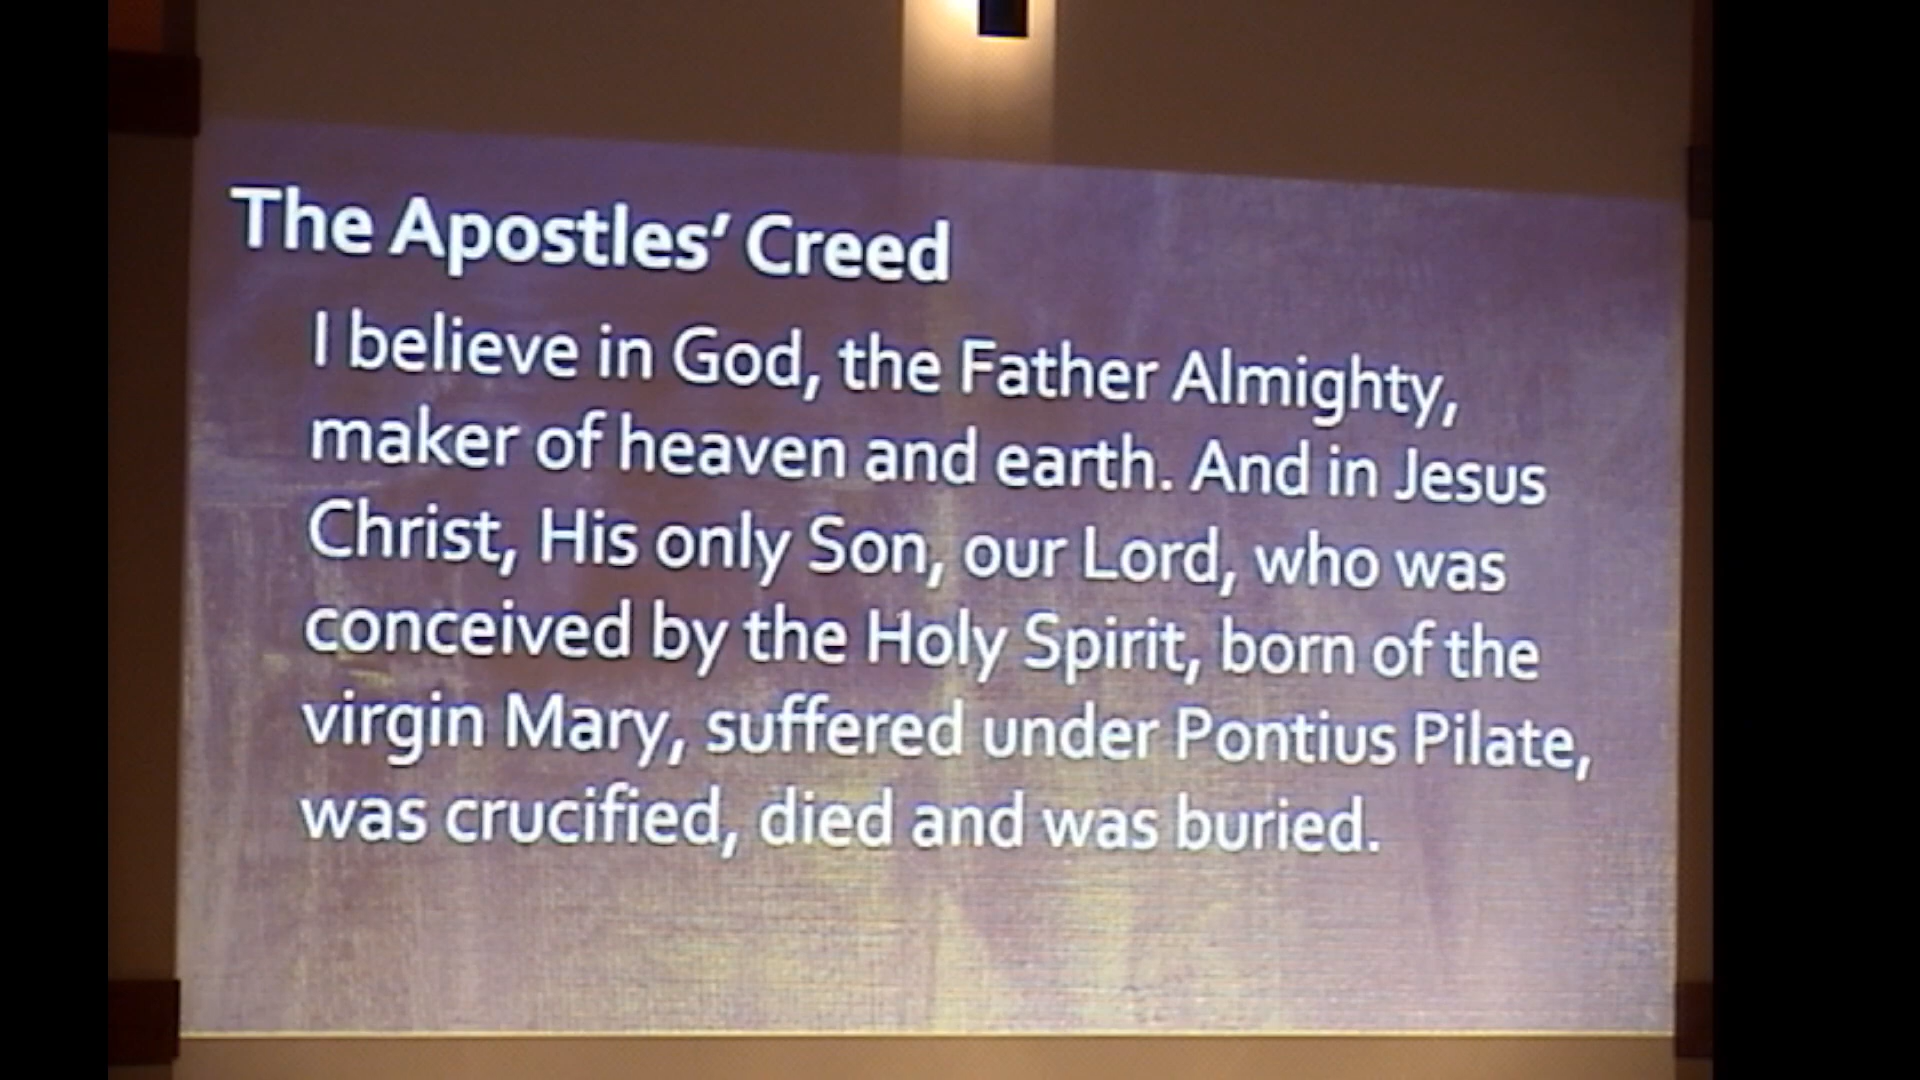 The Apostles’ Creed
I believe in God, the Father Almighty,
maker of heaven and earth. And in Jesus
Christ, His only Son, our Lord, who was
conceived by the Holy Spirit, born of the
virgin Mary, suffered under Pontius Pilate,
was crucified, died and was buried.